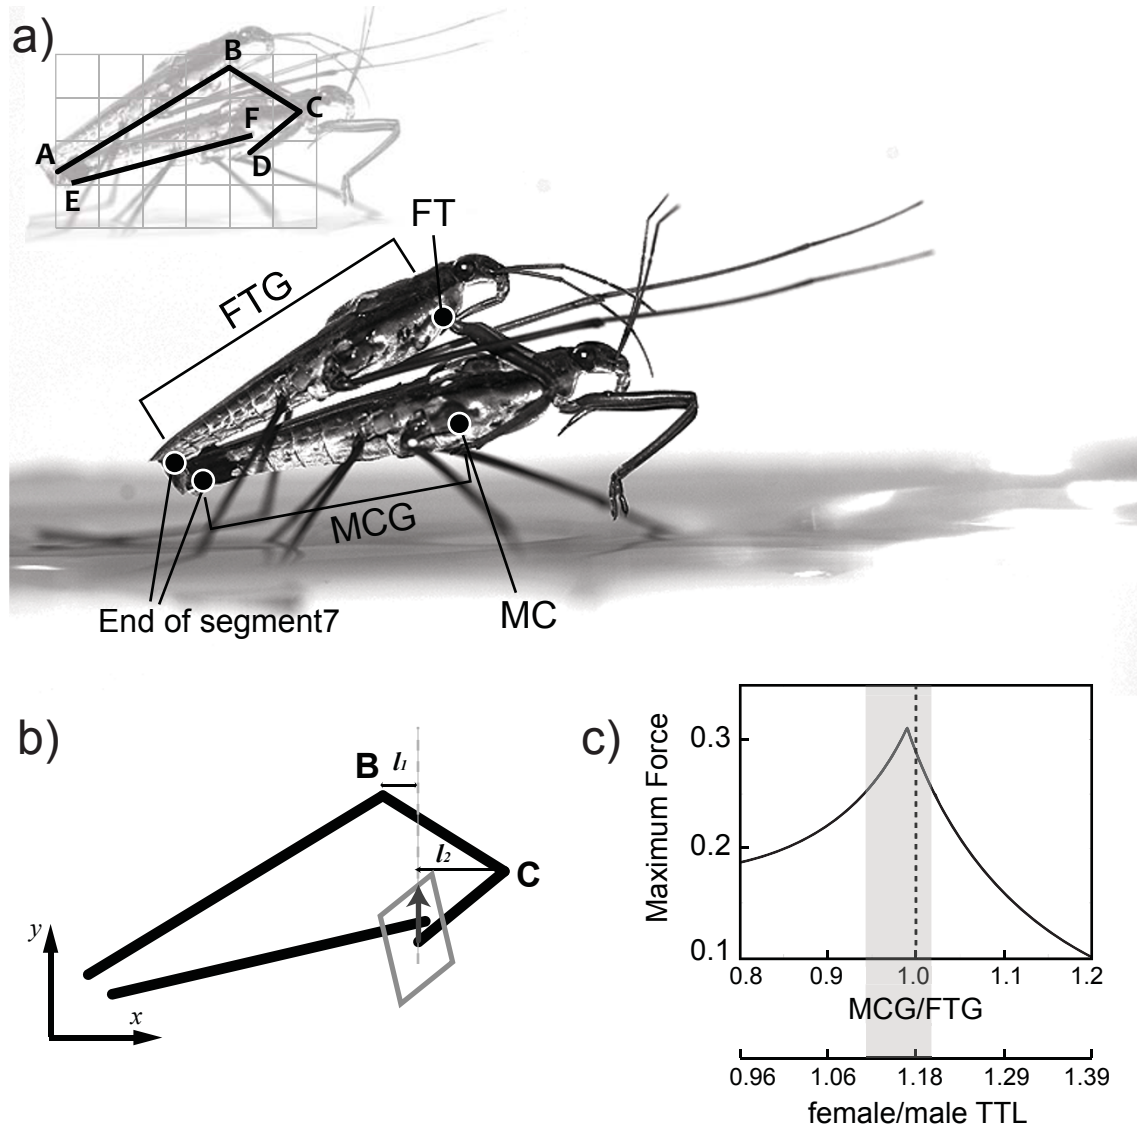 a)
B
F
C
A
D
E
FT
FTG
MCG
End of segment7
MC
b)
B
l1
l2
C
y
x
c)
Maximum Force
0.3
0.2
0.1
0.8 0.9 1.0 1.1 1.2
MCG/FTG
0.96 1.06 1.18 1.29 1.39
female/male TTL